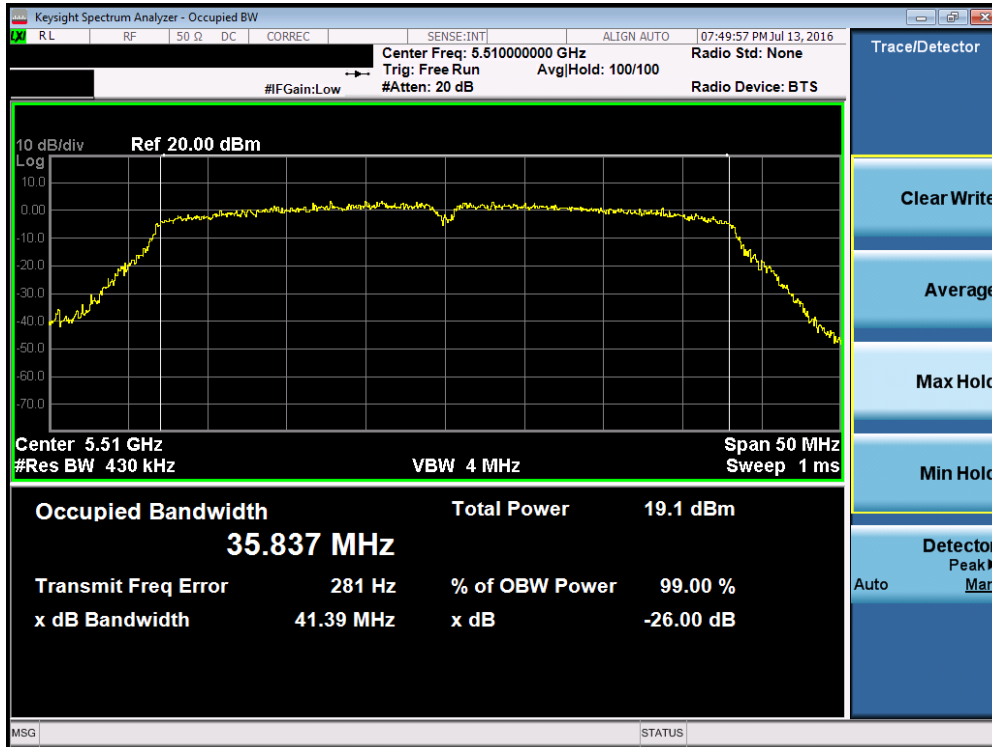 Keysight Spectrum Analyzer - Occupied BW
LXI RL RF 50 Ω DC CORREC SENSE:INT ALIGN AUTO 07:49:57 PM Jul 13, 2016
Center Freq: 5.510000000 GHz Radio Std: None
Trig: Free Run Avg|Hold: 100/100
#IFGain:Low #Atten: 20 dB Radio Device: BTS
Trace/Detector
10 dB/div Ref 20.00 dBm
Log
10.0
0.00
-10.0
-20.0
-30.0
-40.0
-50.0
-60.0
-70.0
Center 5.51 GHz Span 50 MHz
#Res BW 430 kHz VBW 4 MHz Sweep 1 ms
Occupied Bandwidth Total Power 19.1 dBm
35.837 MHz
Transmit Freq Error 281 Hz % of OBW Power 99.00 %
x dB Bandwidth 41.39 MHz x dB -26.00 dB
Clear Write
Average
Max Hold
Min Hold
Detector
Peak
Auto Man
MSG STATUS